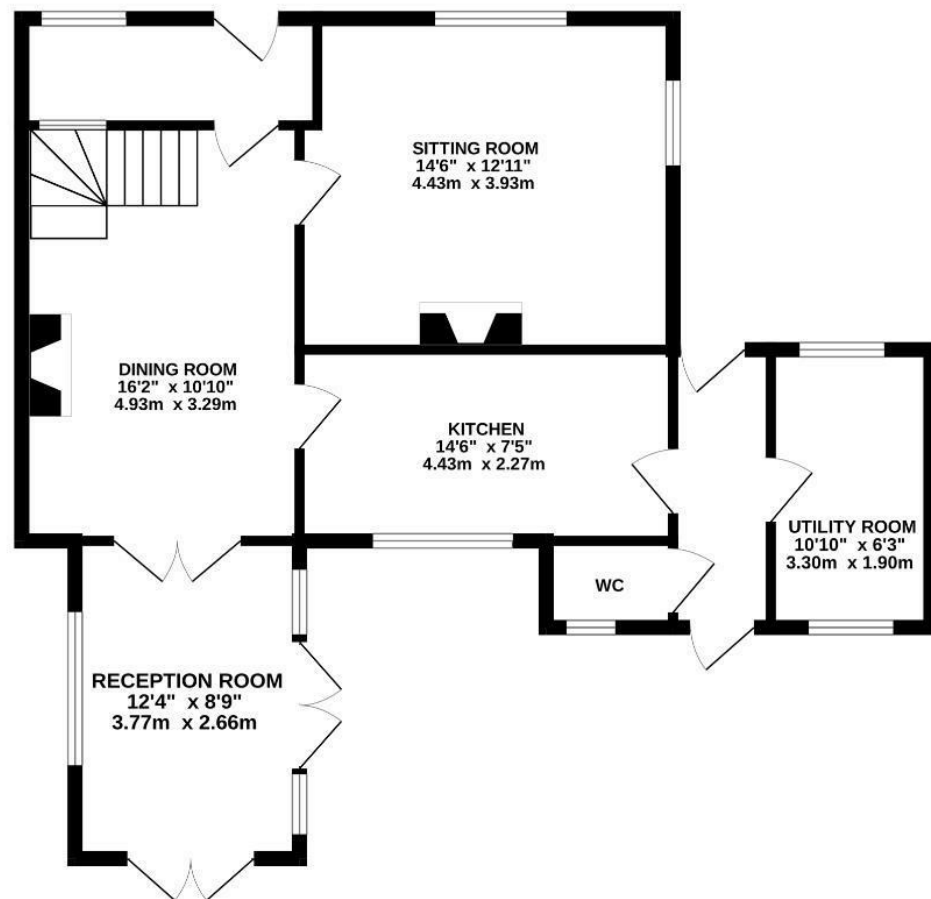 SITTING ROOM
14'6" x 12'11"
4.43m x 3.93m
DINING ROOM
16'2" x 10'10"
4.93m x 3.29m
KITCHEN
14'6" x 7'5"
4.43m x 2.27m
UTILITY ROOM
10'10" x 6'3"
3.30m x 1.90m
WC
RECEPTION ROOM
12'4" x 8'9"
3.77m x 2.66m